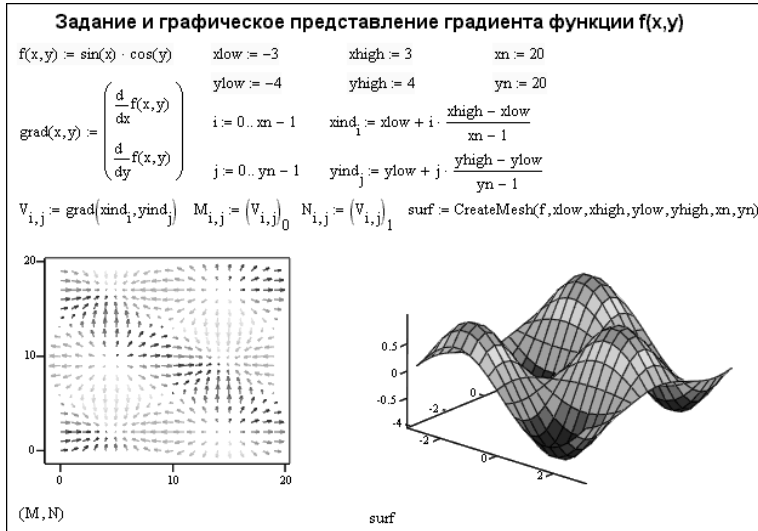 Задание и графическое представление градиента функции f(x,y)
f(x,y) := sin(x) · cos(y) xlow := −3 xhigh := 3 xn := 20
ylow := −4 yhigh := 4 yn := 20
grad(x,y) := ( d/dx f(x,y) d/dy f(x,y) )
i := 0.. xn − 1 xind_i := xlow + i · (xhigh − xlow)/(xn − 1)
j := 0.. yn − 1 yind_j := ylow + j · (yhigh − ylow)/(yn − 1)
V_i,j := grad(xind_i,yind_j) M_i,j := (V_i,j)_0 N_i,j := (V_i,j)_1 surf := CreateMesh(f,xlow,xhigh,ylow,yhigh,xn,yn)
20
10
0
0 10 20
0.5
0
-0.5
-4
-2
0
-2
0
2
(M,N)
surf